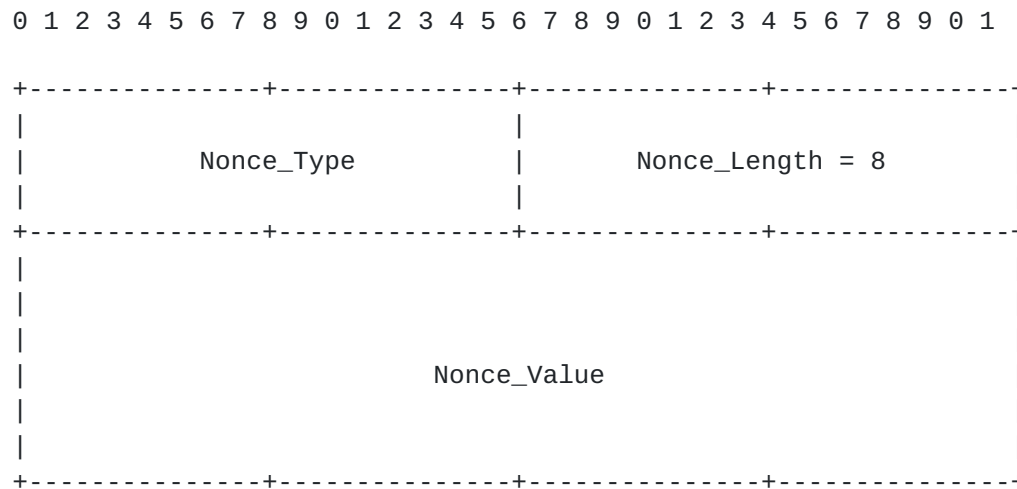 0 1 2 3 4 5 6 7 8 9 0 1 2 3 4 5 6 7 8 9 0 1 2 3 4 5 6 7 8 9 0 1
Nonce_Type Nonce_Length = 8
Nonce_Value